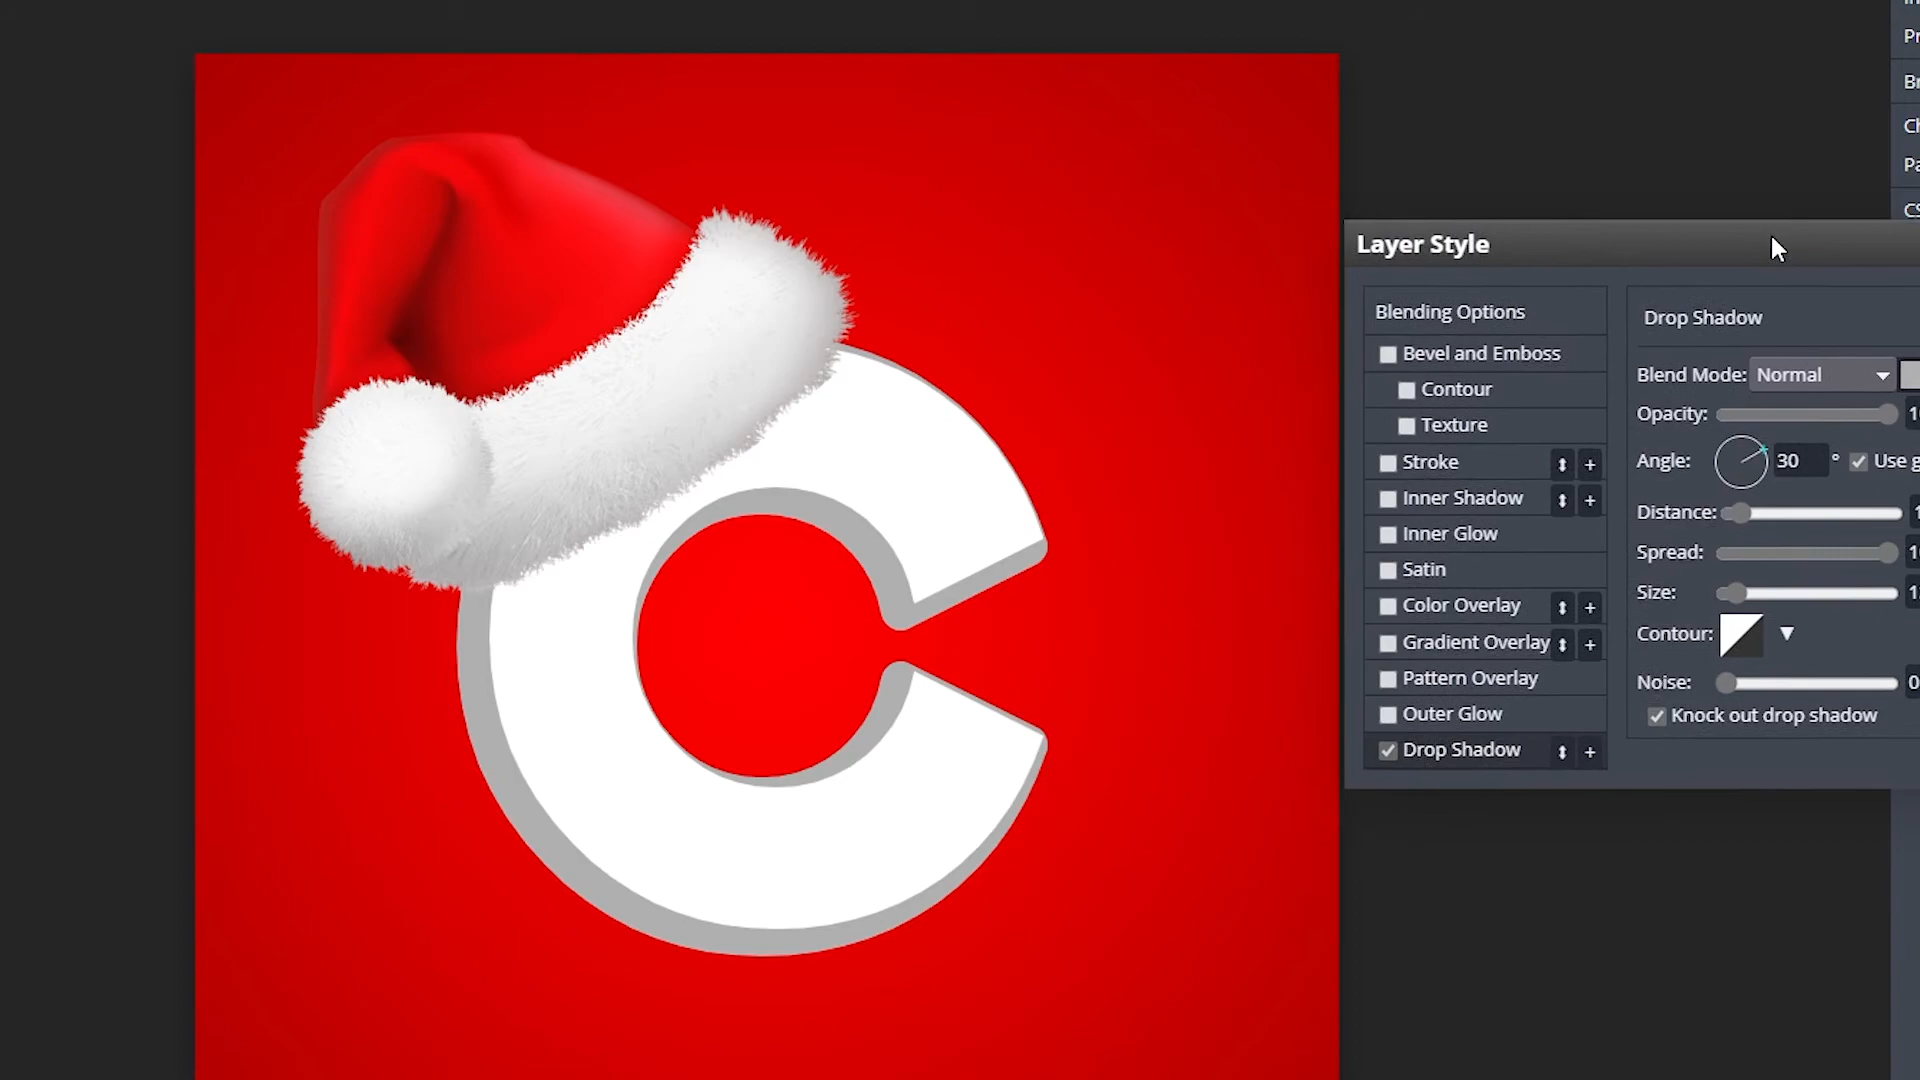 C
Layer Style
Blending Options
Bevel and Emboss
Contour
Texture
Stroke
Inner Shadow
Inner Glow
Satin
Color Overlay
Gradient Overlay
Pattern Overlay
Outer Glow
Drop Shadow
Drop Shadow
Blend Mode: Normal
Opacity:
Angle: 30 °
Use
Distance:
Spread:
Size:
Contour:
Noise: 0
Knock out drop shadow